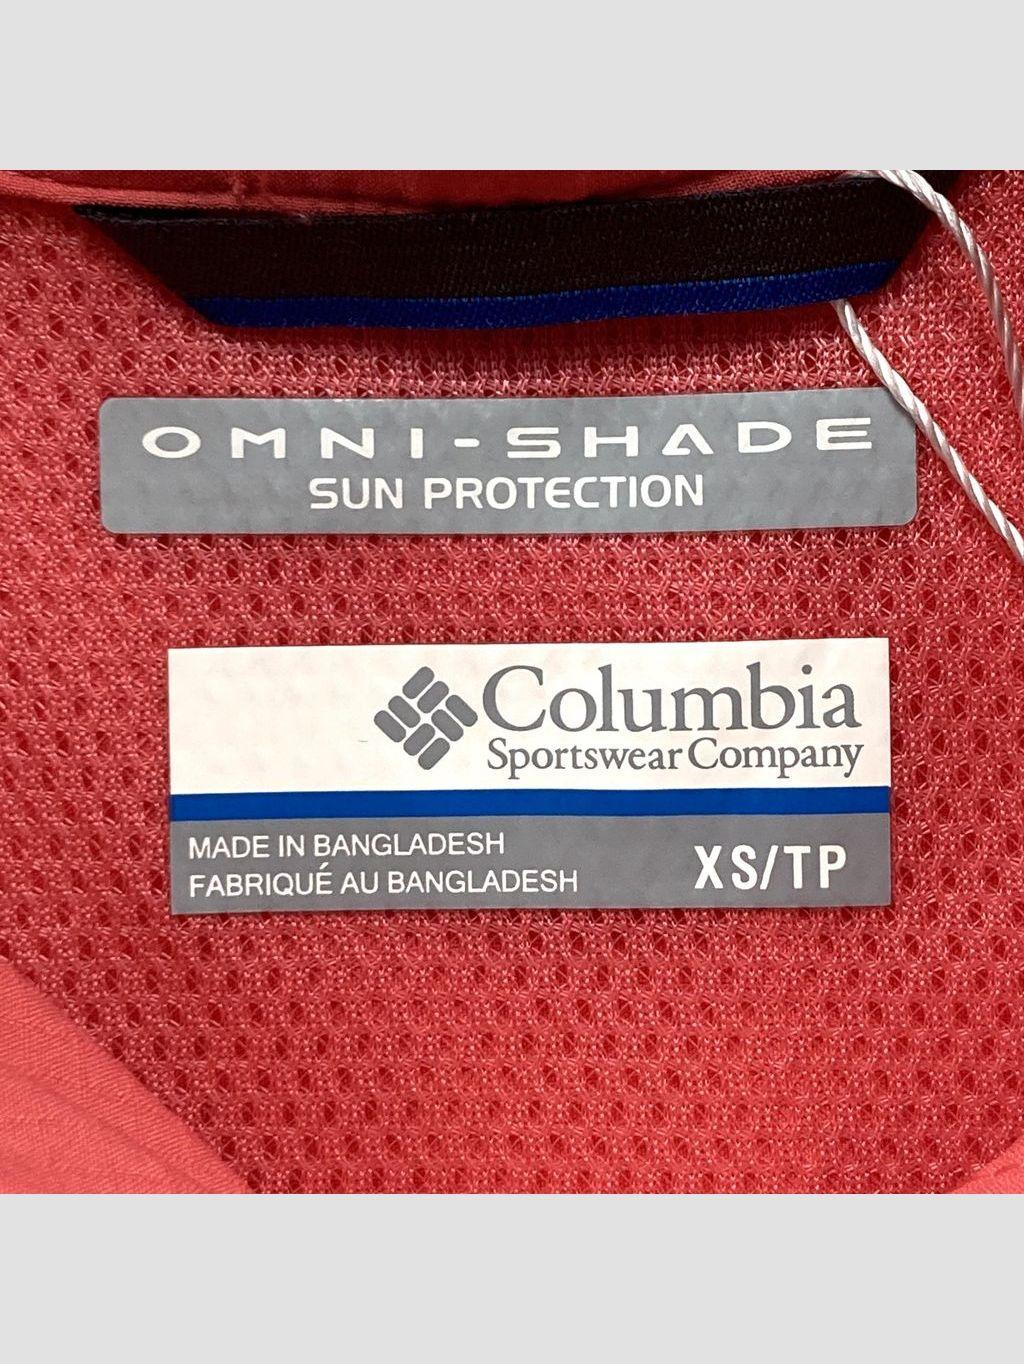 OMNI-SHADE
SUN PROTECTION
Columbia
Sportswear Company
MADE IN BANGLADESH
FABRIQUÉ AU BANGLADESH
XS/TP